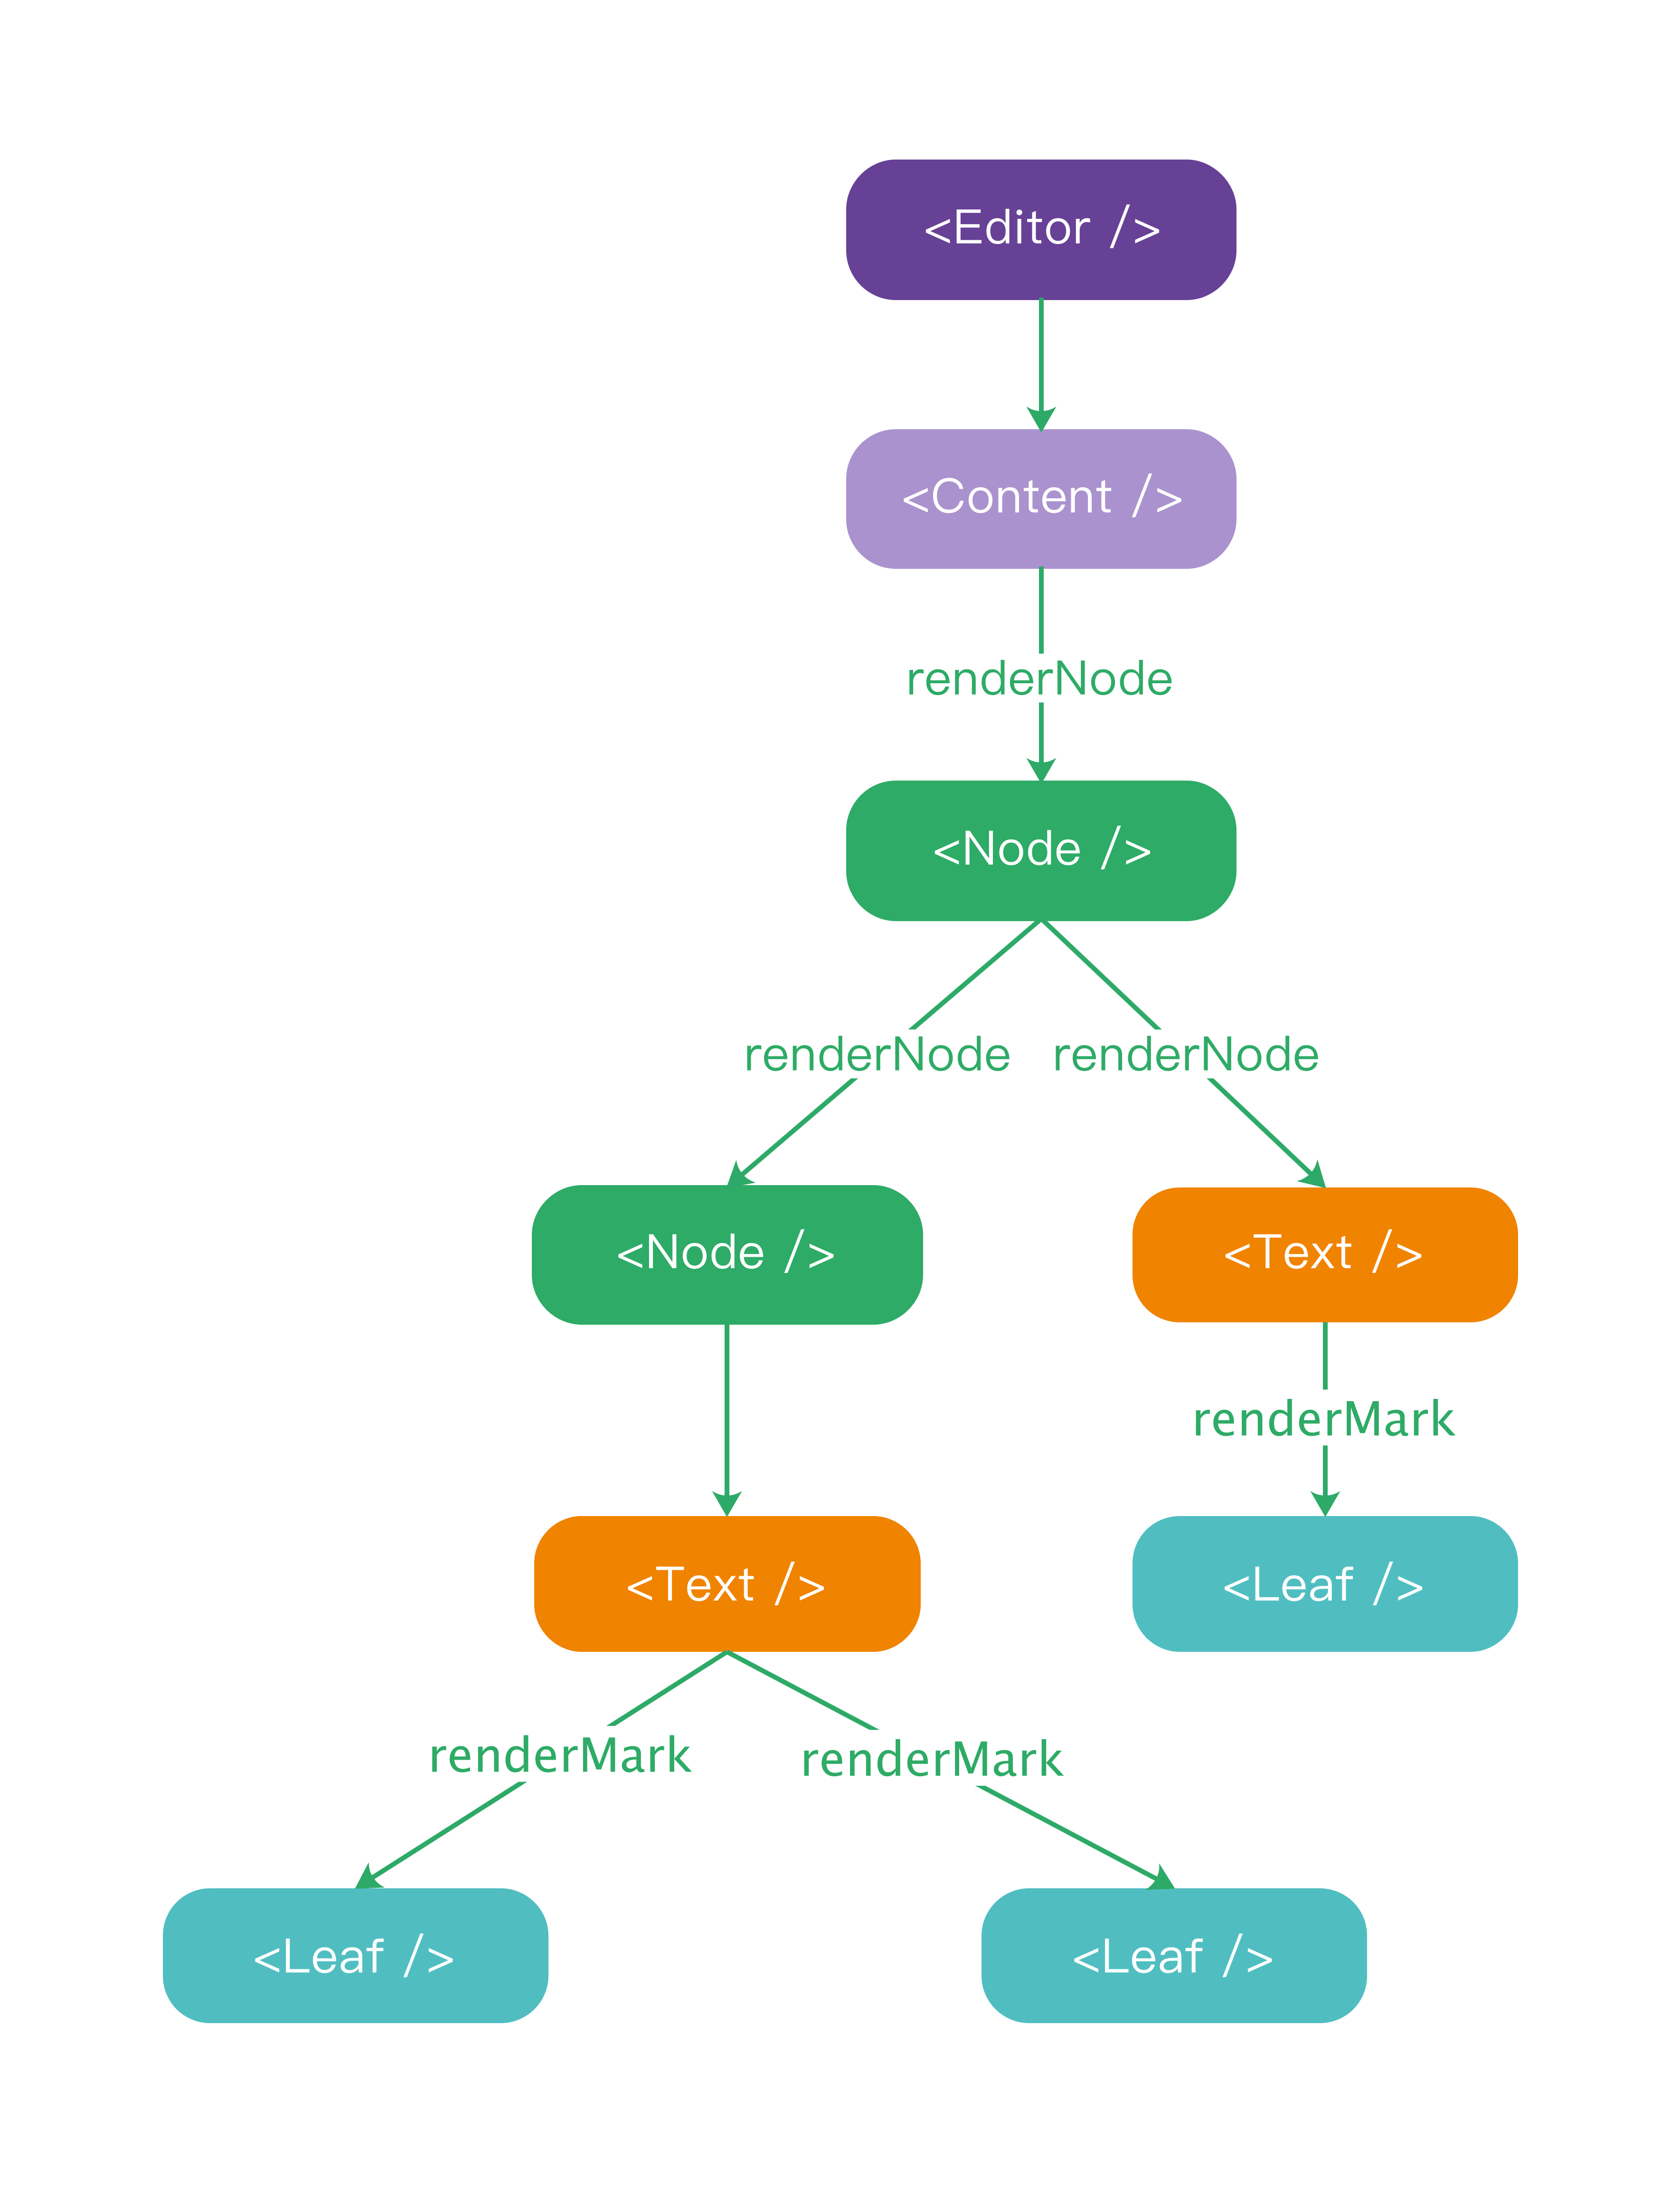 <Editor />
<Content />
renderNode
<Node />
renderNode renderNode
<Node /> <Text />
renderMark
<Text /> <Leaf />
renderMark renderMark
<Leaf /> <Leaf />